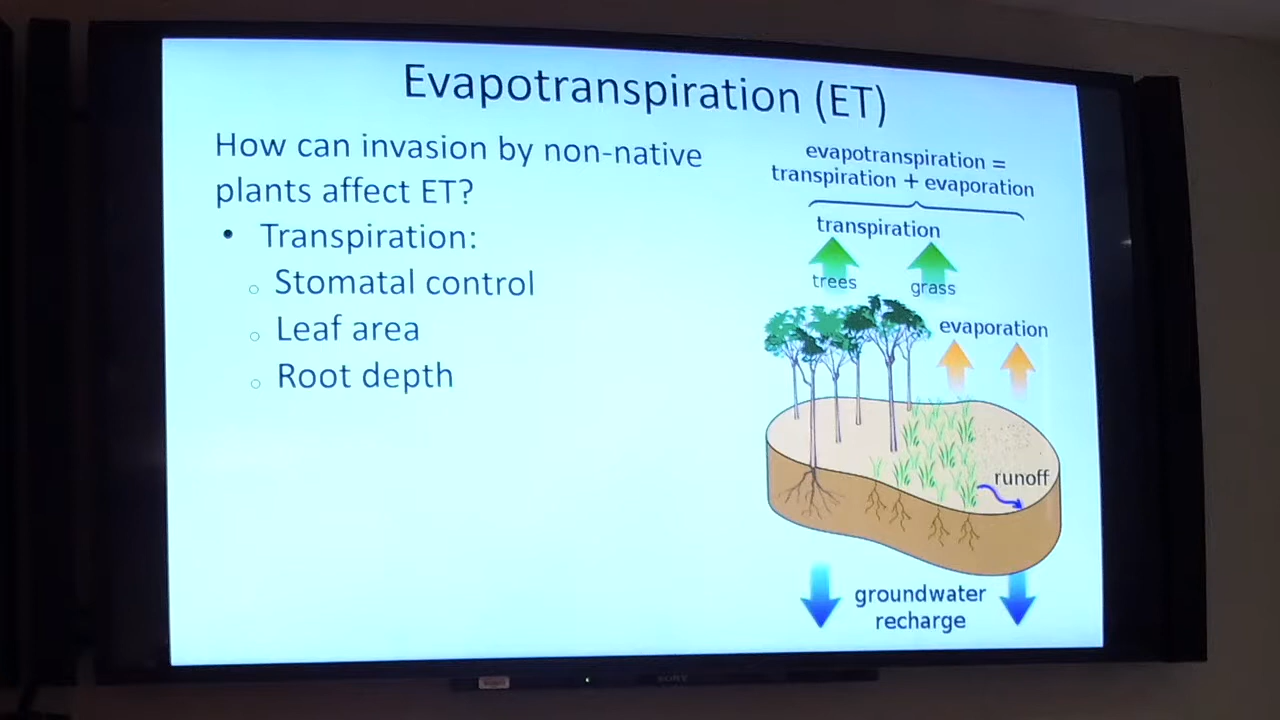 Evapotranspiration (ET)
How can invasion by non-native
plants affect ET?
• Transpiration:
○ Stomatal control
○ Leaf area
○ Root depth
evapotranspiration =
transpiration + evaporation
transpiration
trees
grass
evaporation
runoff
groundwater
recharge
SONY